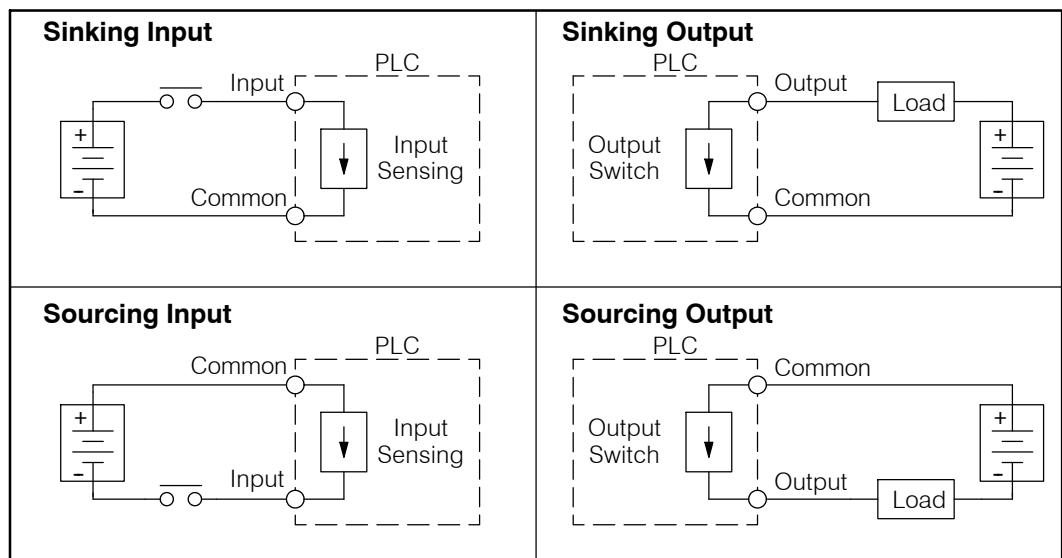 Sinking Input
PLC
Input
+
Input
Sensing
-
Common
Sinking Output
PLC
Output
Load
+
Output
Switch
-
Common
Sourcing Input
PLC
Common
+
Input
Sensing
-
Input
Sourcing Output
PLC
Common
+
Output
Switch
-
Output
Load